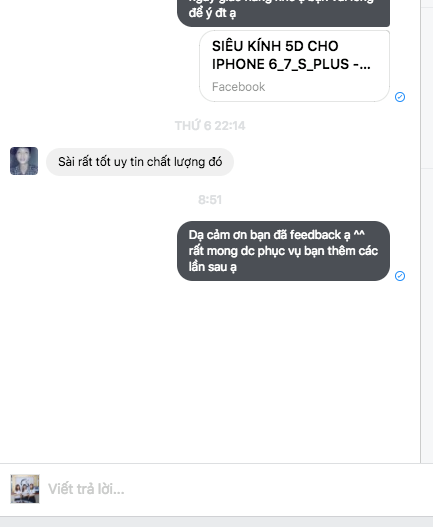 để ý đt ạ
SIÊU KÍNH 5D CHO
IPHONE 6_7_S_PLUS -...
Facebook
THỨ 6 22:14
Sài rất tốt uy tin chất lượng đó
8:51
Dạ cảm ơn bạn đã feedback ạ ^^
rất mong dc phục vụ bạn thêm các
lần sau ạ
Viết trả lời...